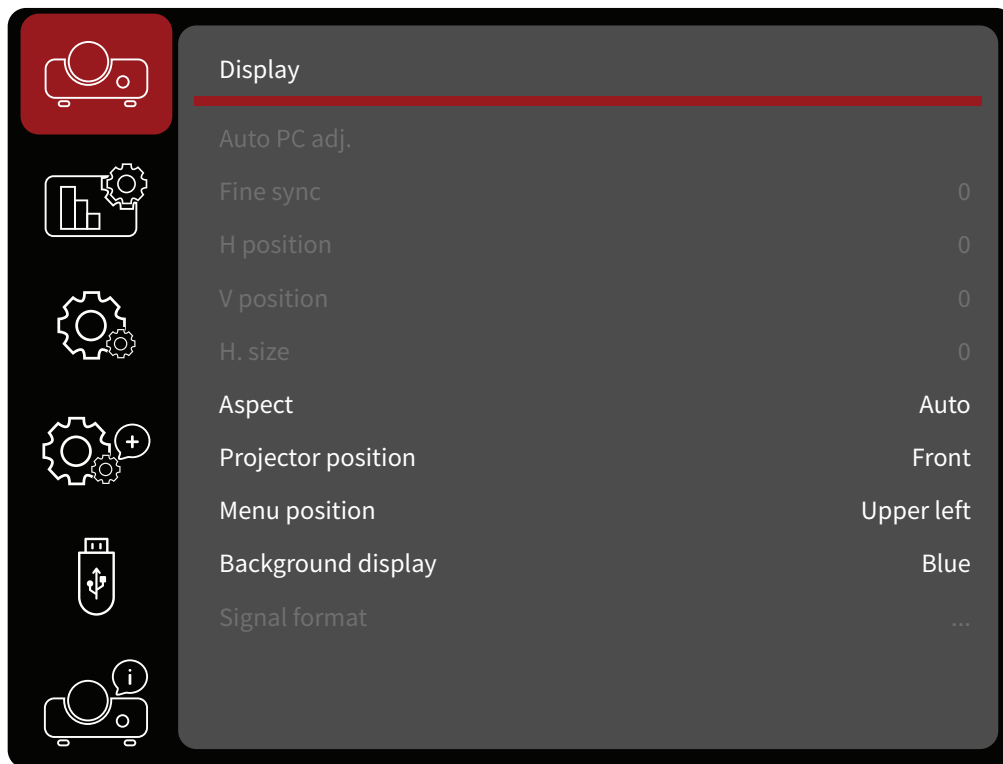 Display
Auto PC adj.
Fine sync 0
H position 0
V position 0
H. size 0
Aspect Auto
Projector position Front
Menu position Upper left
Background display Blue
Signal format ...